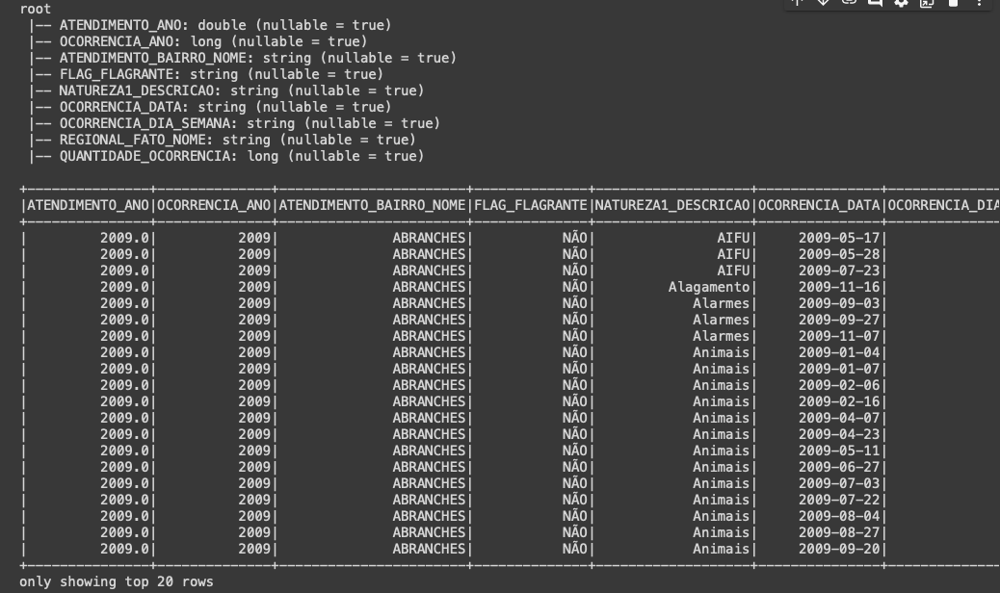 root
 |-- ATENDIMENTO_ANO: double (nullable = true)
 |-- OCORRENCIA_ANO: long (nullable = true)
 |-- ATENDIMENTO_BAIRRO_NOME: string (nullable = true)
 |-- FLAG_FLAGRANTE: string (nullable = true)
 |-- NATUREZA1_DESCRICAO: string (nullable = true)
 |-- OCORRENCIA_DATA: string (nullable = true)
 |-- OCORRENCIA_DIA_SEMANA: string (nullable = true)
 |-- REGIONAL_FATO_NOME: string (nullable = true)
 |-- QUANTIDADE_OCORRENCIA: long (nullable = true)
|ATENDIMENTO_ANO|OCORRENCIA_ANO|ATENDIMENTO_BAIRRO_NOME|FLAG_FLAGRANTE|NATUREZA1_DESCRICAO|OCORRENCIA_DATA|OCORRENCIA_DIA
| 2009.0| 2009| ABRANCHES| NÃO| AIFU| 2009-05-17|
| 2009.0| 2009| ABRANCHES| NÃO| AIFU| 2009-05-28|
| 2009.0| 2009| ABRANCHES| NÃO| AIFU| 2009-07-23|
| 2009.0| 2009| ABRANCHES| NÃO| Alagamento| 2009-11-16|
| 2009.0| 2009| ABRANCHES| NÃO| Alarmes| 2009-09-03|
| 2009.0| 2009| ABRANCHES| NÃO| Alarmes| 2009-09-27|
| 2009.0| 2009| ABRANCHES| NÃO| Alarmes| 2009-11-07|
| 2009.0| 2009| ABRANCHES| NÃO| Animais| 2009-01-04|
| 2009.0| 2009| ABRANCHES| NÃO| Animais| 2009-01-07|
| 2009.0| 2009| ABRANCHES| NÃO| Animais| 2009-02-06|
| 2009.0| 2009| ABRANCHES| NÃO| Animais| 2009-02-16|
| 2009.0| 2009| ABRANCHES| NÃO| Animais| 2009-04-07|
| 2009.0| 2009| ABRANCHES| NÃO| Animais| 2009-04-23|
| 2009.0| 2009| ABRANCHES| NÃO| Animais| 2009-05-11|
| 2009.0| 2009| ABRANCHES| NÃO| Animais| 2009-06-27|
| 2009.0| 2009| ABRANCHES| NÃO| Animais| 2009-07-03|
| 2009.0| 2009| ABRANCHES| NÃO| Animais| 2009-07-22|
| 2009.0| 2009| ABRANCHES| NÃO| Animais| 2009-08-04|
| 2009.0| 2009| ABRANCHES| NÃO| Animais| 2009-08-27|
| 2009.0| 2009| ABRANCHES| NÃO| Animais| 2009-09-20|
only showing top 20 rows